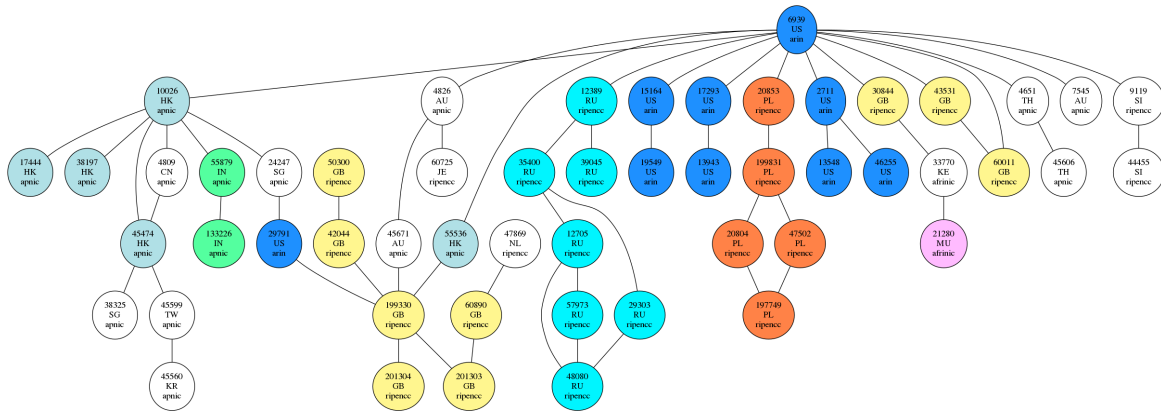 6939
US
arin
10026
HK
apnic
4826
AU
apnic
12389
RU
ripencc
15164
US
arin
17293
US
arin
20853
PL
ripencc
2711
US
arin
30844
GB
ripencc
43531
GB
ripencc
4651
TH
apnic
7545
AU
apnic
9119
SI
ripencc
17444
HK
apnic
38197
HK
apnic
4809
CN
apnic
55879
IN
apnic
24247
SG
apnic
50300
GB
ripencc
60725
JE
ripencc
35400
RU
ripencc
39045
RU
ripencc
19549
US
arin
13943
US
arin
199831
PL
ripencc
13548
US
arin
46255
US
arin
33770
KE
afrinic
60011
GB
ripencc
45606
TH
apnic
44455
SI
ripencc
45474
HK
apnic
133226
IN
apnic
29791
US
arin
42044
GB
ripencc
45671
AU
apnic
55536
HK
apnic
47869
NL
ripencc
12705
RU
ripencc
20804
PL
ripencc
47502
PL
ripencc
21280
MU
afrinic
38325
SG
apnic
45599
TW
apnic
199330
GB
ripencc
60890
GB
ripencc
57973
RU
ripencc
29303
RU
ripencc
197749
PL
ripencc
45560
KR
apnic
201304
GB
ripencc
201303
GB
ripencc
48080
RU
ripencc